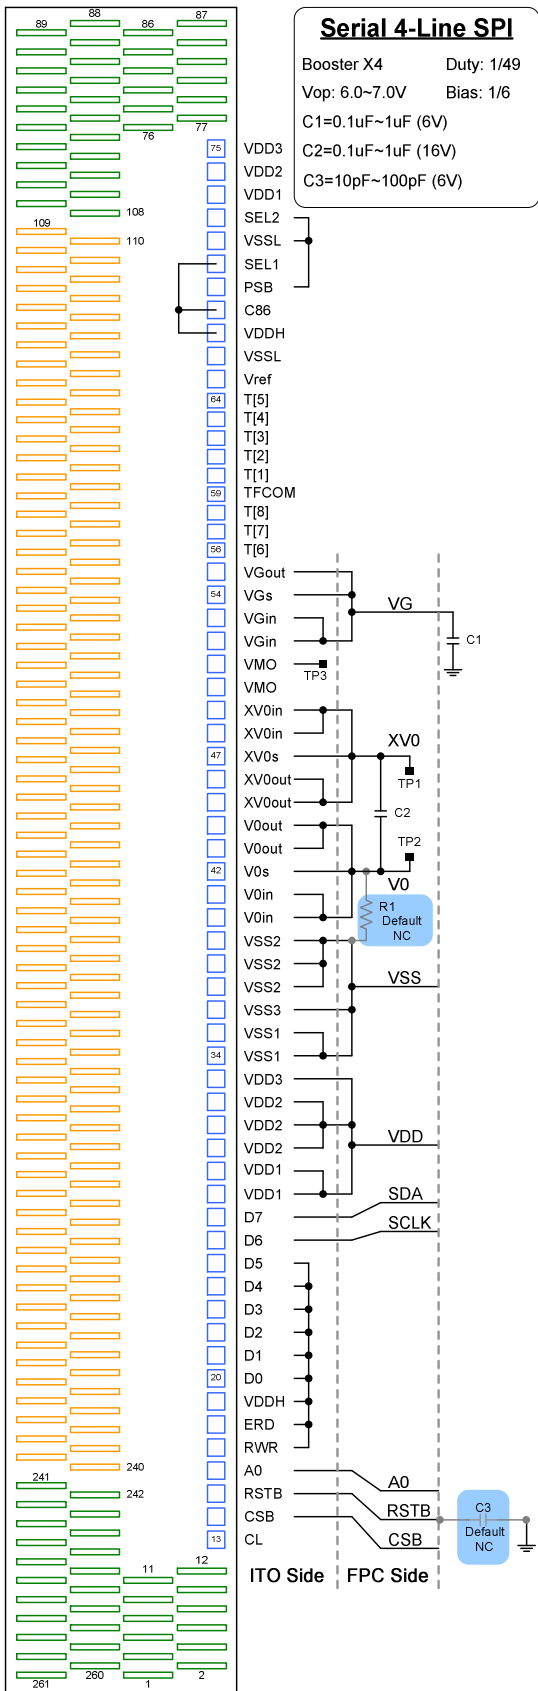 Serial 4-Line SPI
Booster X4 Duty: 1/49
Vop: 6.0~7.0V Bias: 1/6
C1=0.1uF~1uF (6V)
C2=0.1uF~1uF (16V)
C3=10pF~100pF (6V)
88 87
89 86
76 77
75 VDD3
VDD2
VDD1
108 SEL2
109
110 VSSL
SEL1
PSB
C86
VDDH
VSSL
Vref
64 T[5]
T[4]
T[3]
T[2]
T[1]
59 TFCOM
T[8]
T[7]
56 T[6]
VGout
54 VGs
VG
VGin
VGin C1
VMO
TP3
VMO
XV0in
XV0in
XV0
47 XV0s
TP1
XV0out
XV0out
C2
V0out
TP2
V0out
42 V0s
V0
V0in
R1
Default
NC
V0in
VSS2
VSS2
VSS2 VSS
VSS3
VSS1
34 VSS1
VDD3
VDD2
VDD2
VDD
VDD2
VDD1
VDD1
SDA
D7
SCLK
D6
D5
D4
D3
D2
D1
20 D0
VDDH
ERD
RWR
240 A0
241
A0
242 RSTB
RSTB
C3
Default
NC
CSB
CSB
13 CL
12
11 ITO Side FPC Side
261 260 1 2